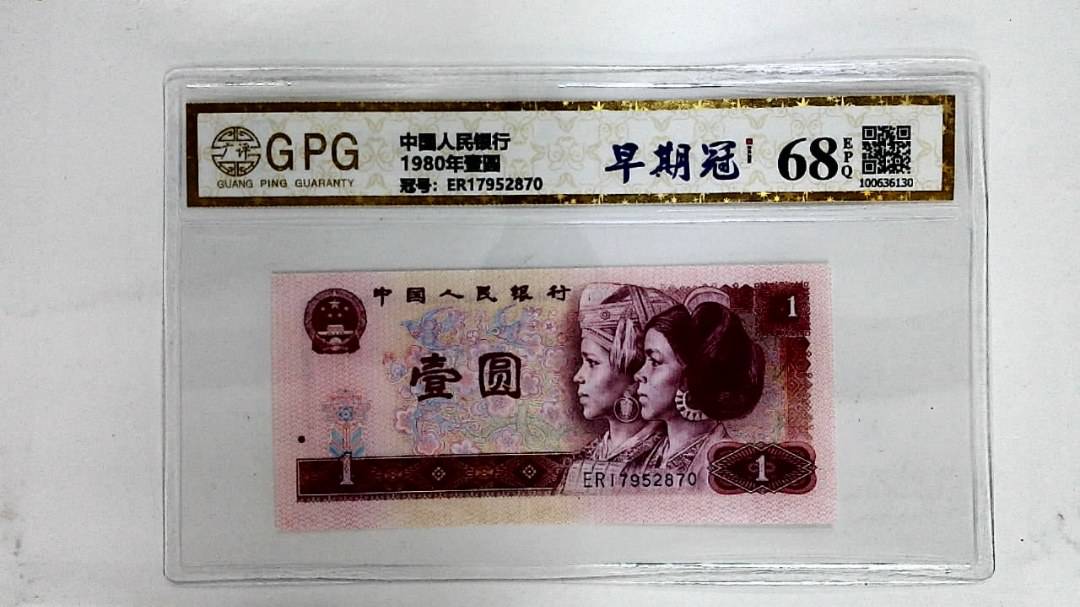 广评
GPG
GUANG PING GUARANTY
中国人民银行
1980年壹圆
冠号：ER17952870
早期冠
68
EPQ
100636130
中国人民银行
1
壹圆
1
ER17952870
1